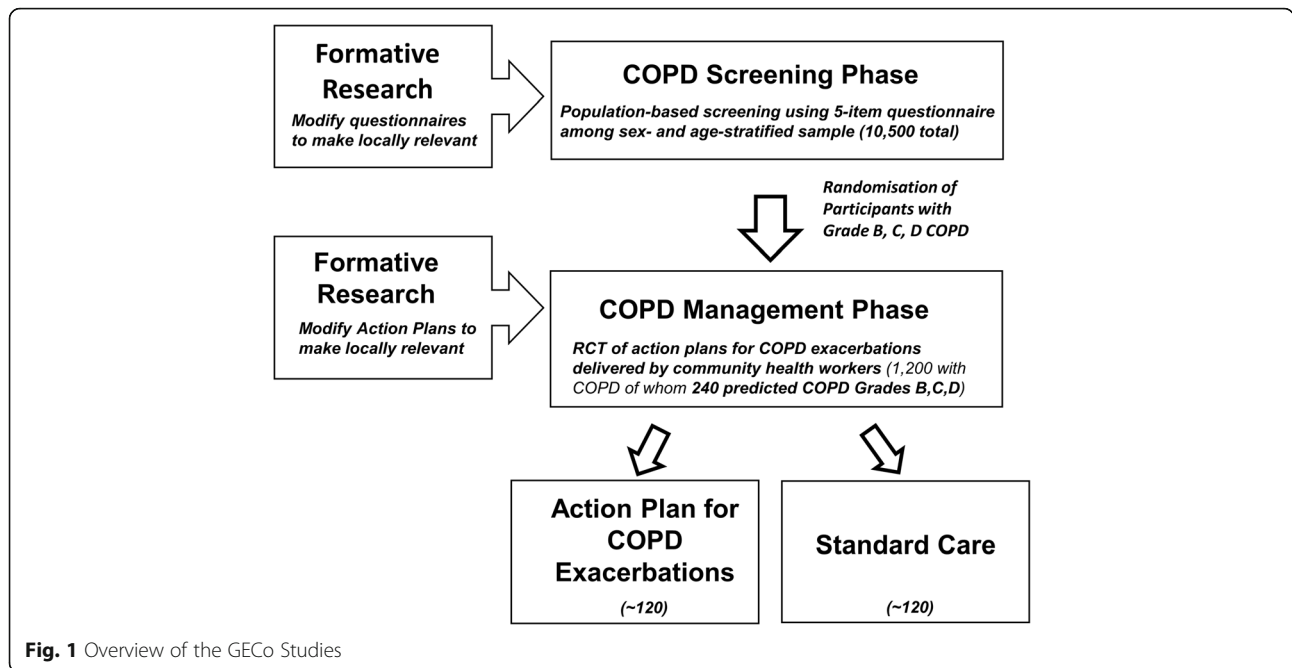 Formative
Research
Modify questionnaires
to make locally relevant
COPD Screening Phase
Population-based screening using 5-item questionnaire
among sex- and age-stratified sample (10,500 total)
Randomisation of
Participants with
Grade B, C, D COPD
Formative
Research
Modify Action Plans to
make locally relevant
COPD Management Phase
RCT of action plans for COPD exacerbations
delivered by community health workers (1,200 with
COPD of whom 240 predicted COPD Grades B,C,D)
Action Plan for
COPD
Exacerbations
(~120)
Standard Care
(~120)
Fig. 1 Overview of the GECo Studies